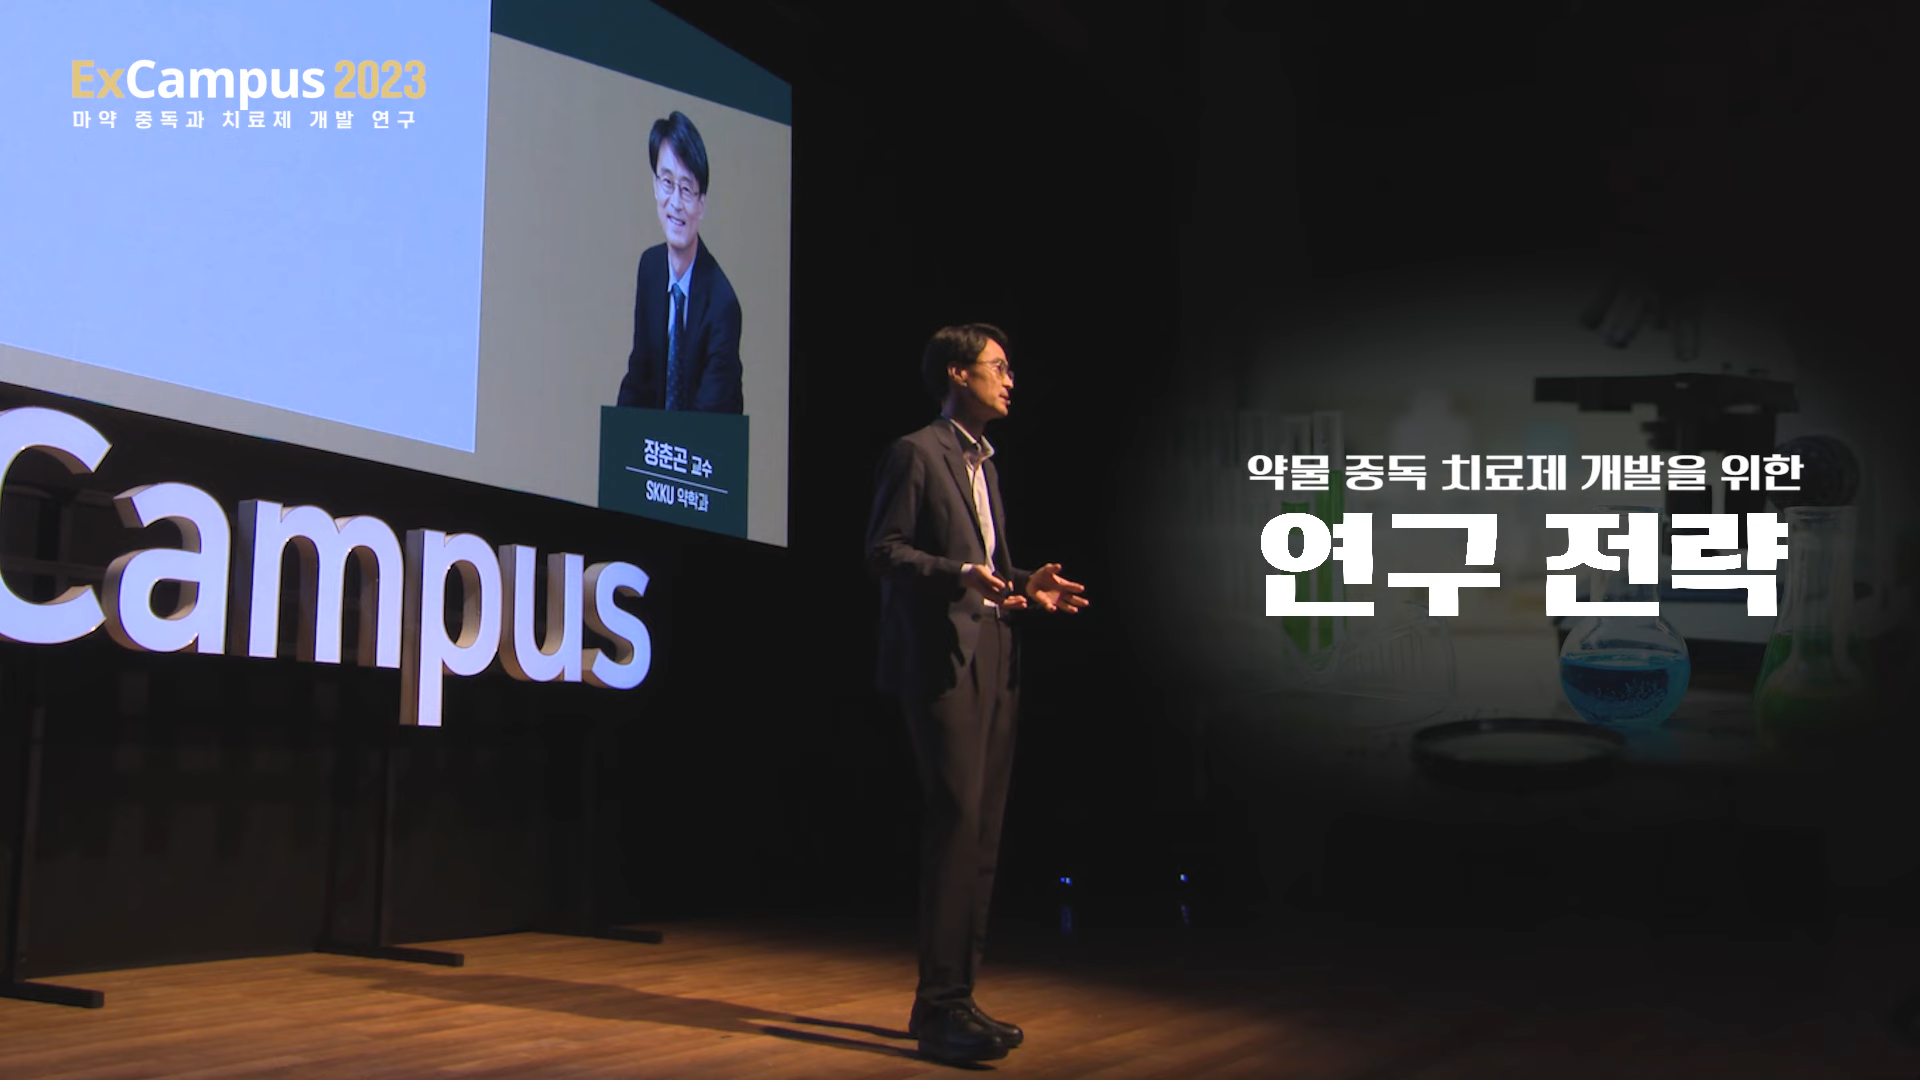 ExCampus 2023
마약 중독과 치료제 개발 연구
장춘곤 교수
SKKU 약학과
Campus
약물 중독 치료제 개발을 위한
연구 전략